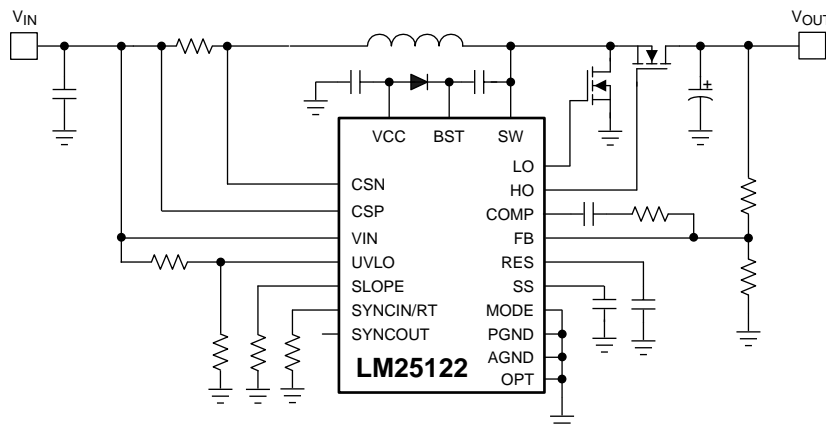 VIN
VOUT
VCC BST SW
LO
HO
COMP
FB
RES
SS
MODE
PGND
AGND
OPT
CSN
CSP
VIN
UVLO
SLOPE
SYNCIN/RT
SYNCOUT
LM25122
+